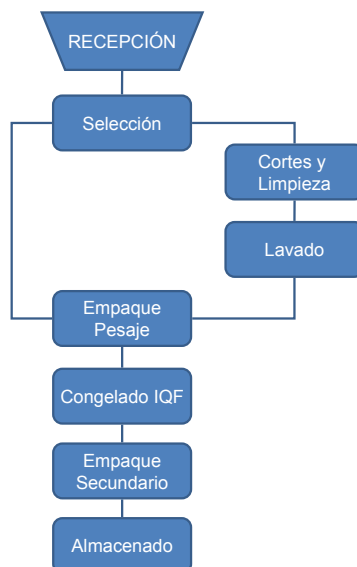 RECEPCIÓN
Selección
Cortes y
Limpieza
Lavado
Empaque
Pesaje
Congelado IQF
Empaque
Secundario
Almacenado